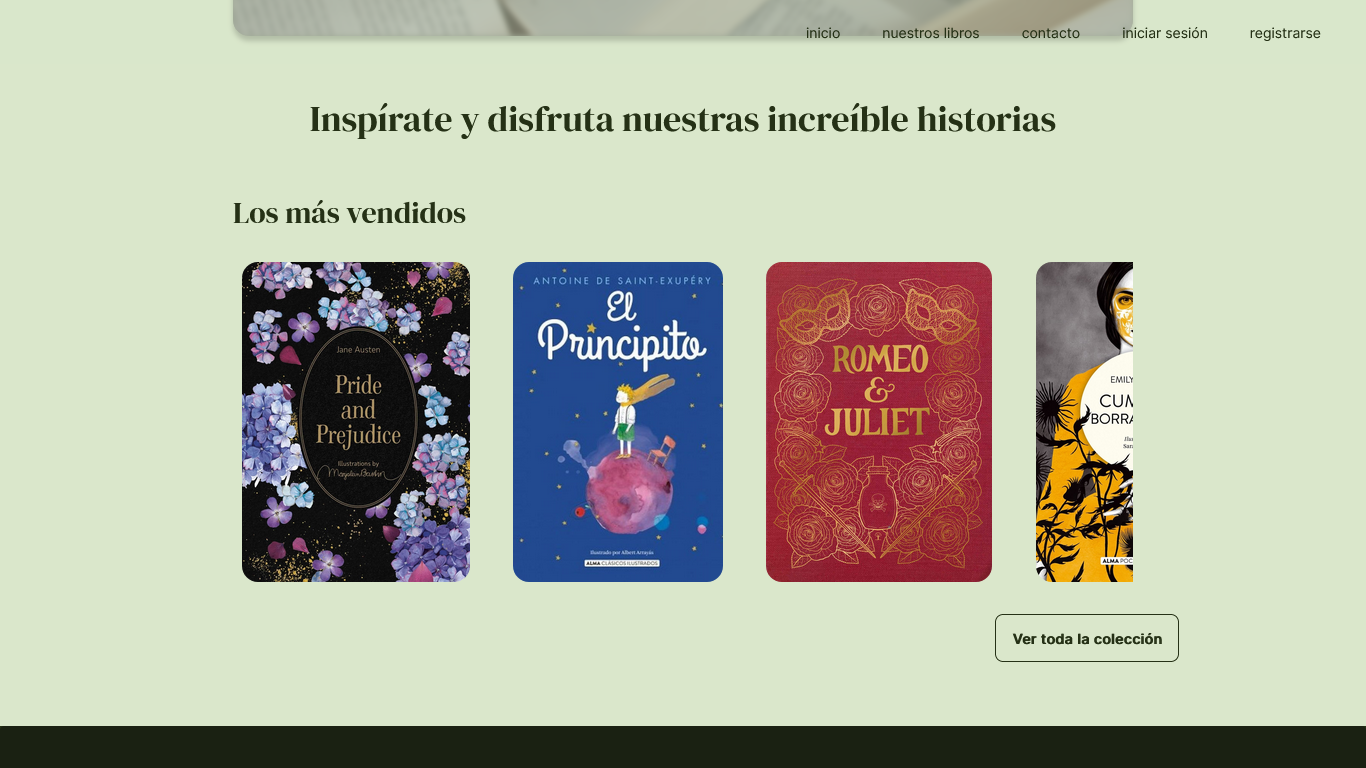 inicio nuestros libros contacto iniciar sesión registrarse
Inspírate y disfruta nuestras increíble historias
Los más vendidos
Jane Austen
Pride
and
Prejudice
Illustrations by
ANTOINE DE SAINT-EXUPÉRY
El
Principito
Ilustrado por Albert Arrayás
ALMA CLÁSICOS ILUSTRADOS
ROMEO
&
JULIET
EMILY
CUM
BORRA
ALMA POC
Ver toda la colección